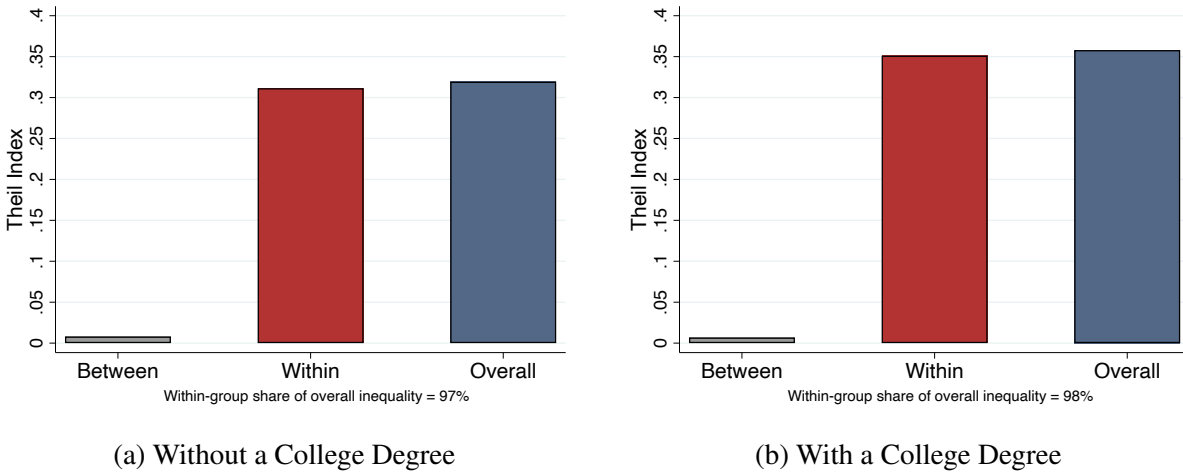 Theil Index
.4
.35
.3
.25
.2
.15
.1
.05
0
Between Within Overall
Within-group share of overall inequality = 97%
(a) Without a College Degree
Theil Index
.4
.35
.3
.25
.2
.15
.1
.05
0
Between Within Overall
Within-group share of overall inequality = 98%
(b) With a College Degree